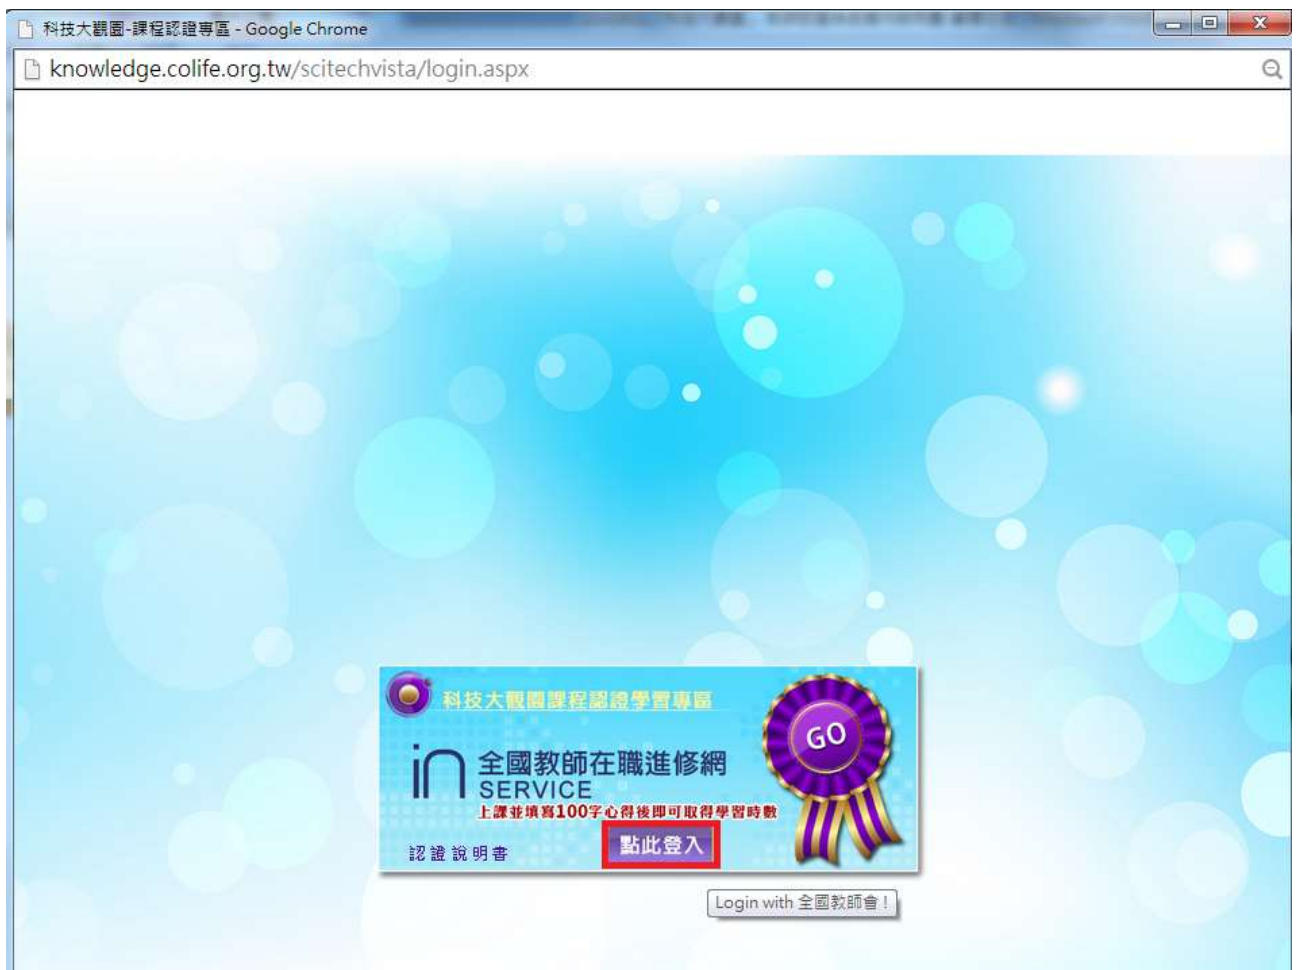 科技大觀園-課程認證專區 - Google Chrome
knowledge.colife.org.tw/scitechvista/login.aspx
科技大觀園課程認證學習專區
GO
in 全國教師在職進修網
SERVICE
上課並填寫100字心得後即可取得學習時數
點此登入
認證說明書
Login with 全國教師會!